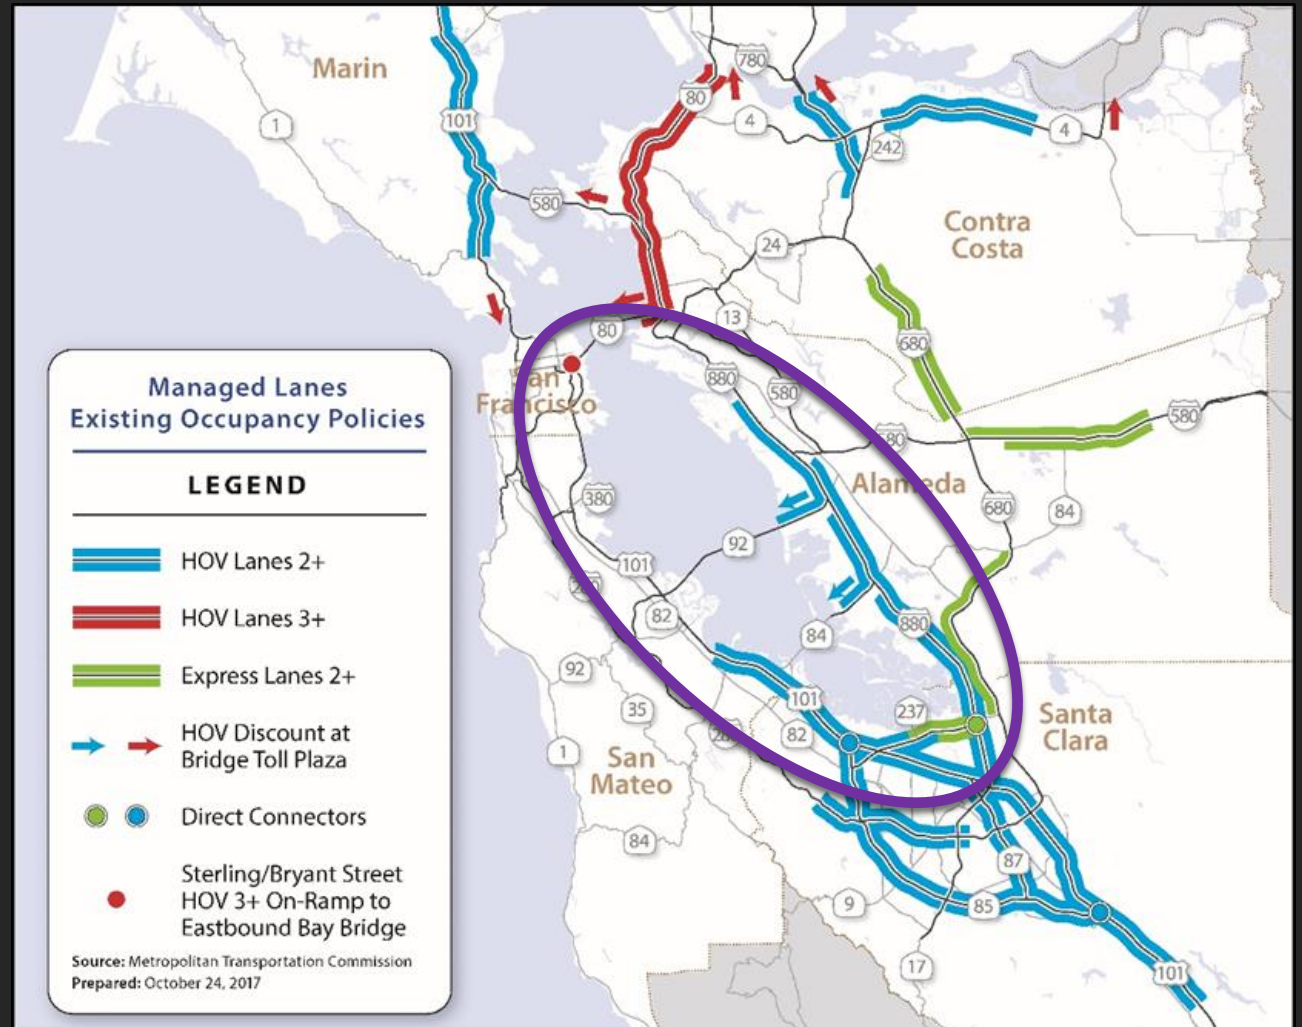 Marin
101
1
80
780
4
242
4
580
Contra
Costa
24
80
13
680
880
580
580
San
Francisco
Alameda
680
84
380
92
101
82
880
84
92
101
237
35
82
Santa
Clara
1
San
Mateo
84
87
9
85
17
101
Managed Lanes
Existing Occupancy Policies
LEGEND
HOV Lanes 2+
HOV Lanes 3+
Express Lanes 2+
HOV Discount at
Bridge Toll Plaza
Direct Connectors
Sterling/Bryant Street
HOV 3+ On-Ramp to
Eastbound Bay Bridge
Source: Metropolitan Transportation Commission
Prepared: October 24, 2017